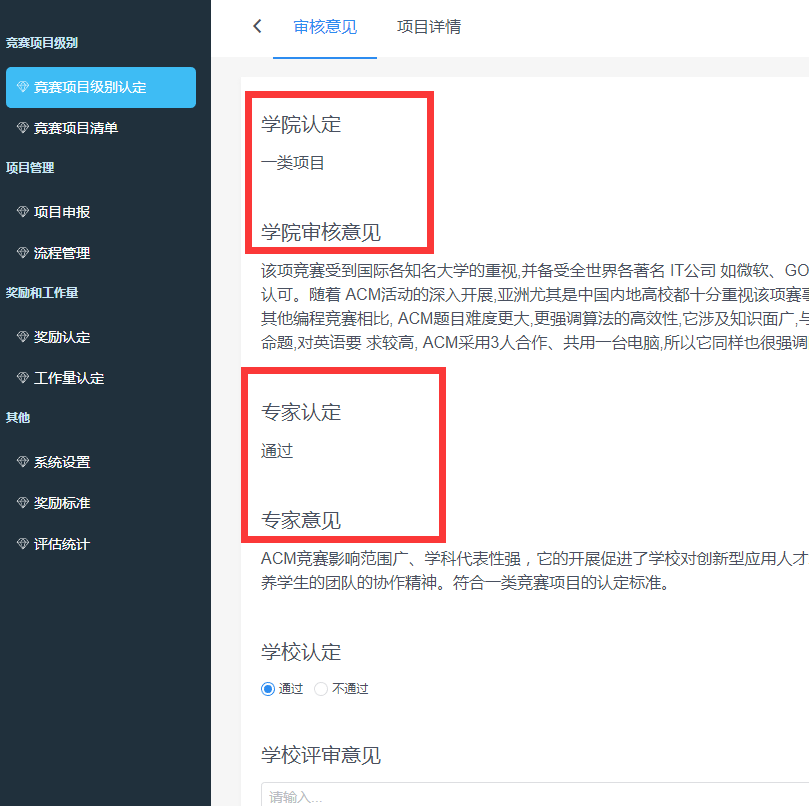 竞赛项目级别
竞赛项目级别认定
竞赛项目清单
项目管理
项目申报
流程管理
奖励和工作量
奖励认定
工作量认定
其他
系统设置
奖励标准
评估统计
审核意见 项目详情
学院认定
一类项目
学院审核意见
该项竞赛受到国际各知名大学的重视,并备受全世界各著名 IT公司 如微软、GO
认可。随着 ACM活动的深入开展,亚洲尤其是中国内地高校都十分重视该项赛事
其他编程竞赛相比, ACM题目难度更大,更强调算法的高效性,它涉及知识面广,与
命题,对英语要 求较高, ACM采用3人合作、共用一台电脑,所以它同样也很强调
专家认定
通过
专家意见
ACM竞赛影响范围广、学科代表性强，它的开展促进了学校对创新型应用人才
养学生的团队的协作精神。符合一类竞赛项目的认定标准。
学校认定
通过 不通过
学校评审意见
请输入...